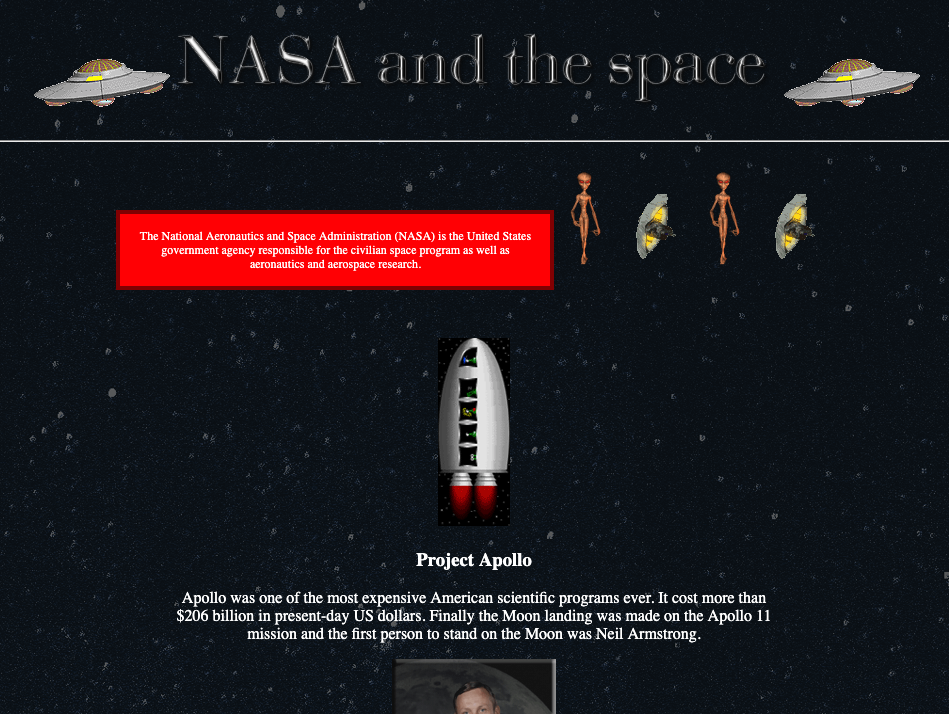 NASA and the space
The National Aeronautics and Space Administration (NASA) is the United States
government agency responsible for the civilian space program as well as
aeronautics and aerospace research.
Project Apollo
Apollo was one of the most expensive American scientific programs ever. It cost more than
$206 billion in present-day US dollars. Finally the Moon landing was made on the Apollo 11
mission and the first person to stand on the Moon was Neil Armstrong.